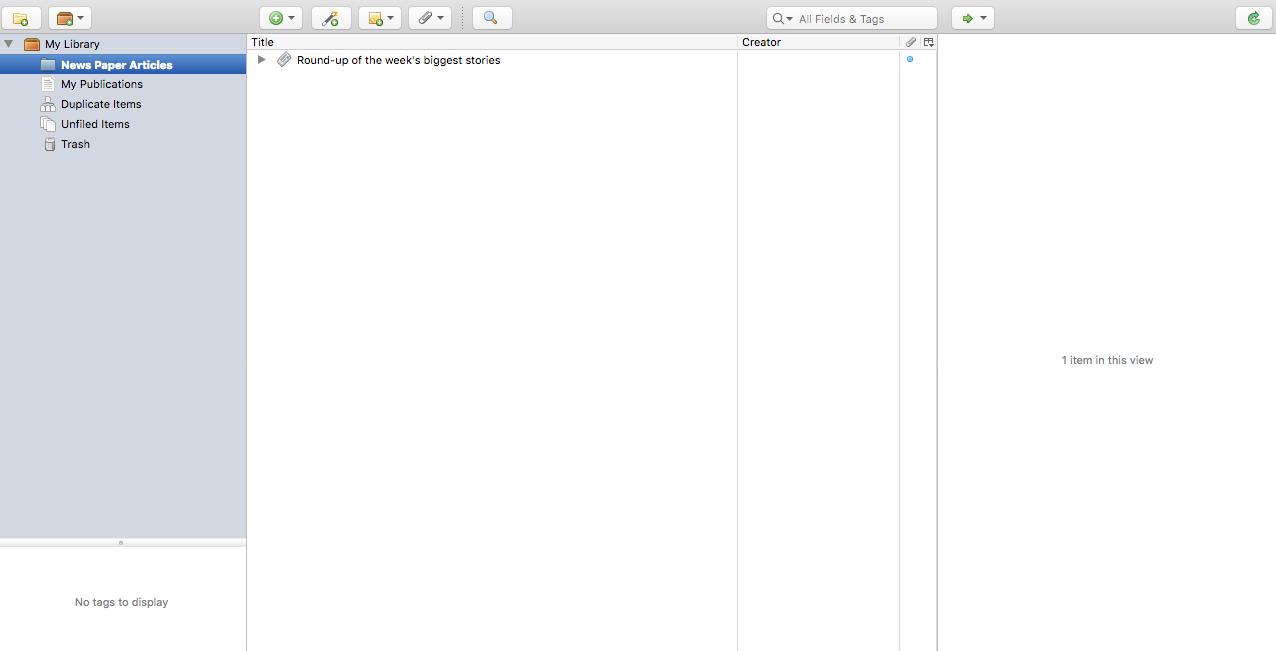 All Fields & Tags
My Library
News Paper Articles
My Publications
Duplicate Items
Unfiled Items
Trash
No tags to display
Title
Creator
Round-up of the week's biggest stories
1 item in this view